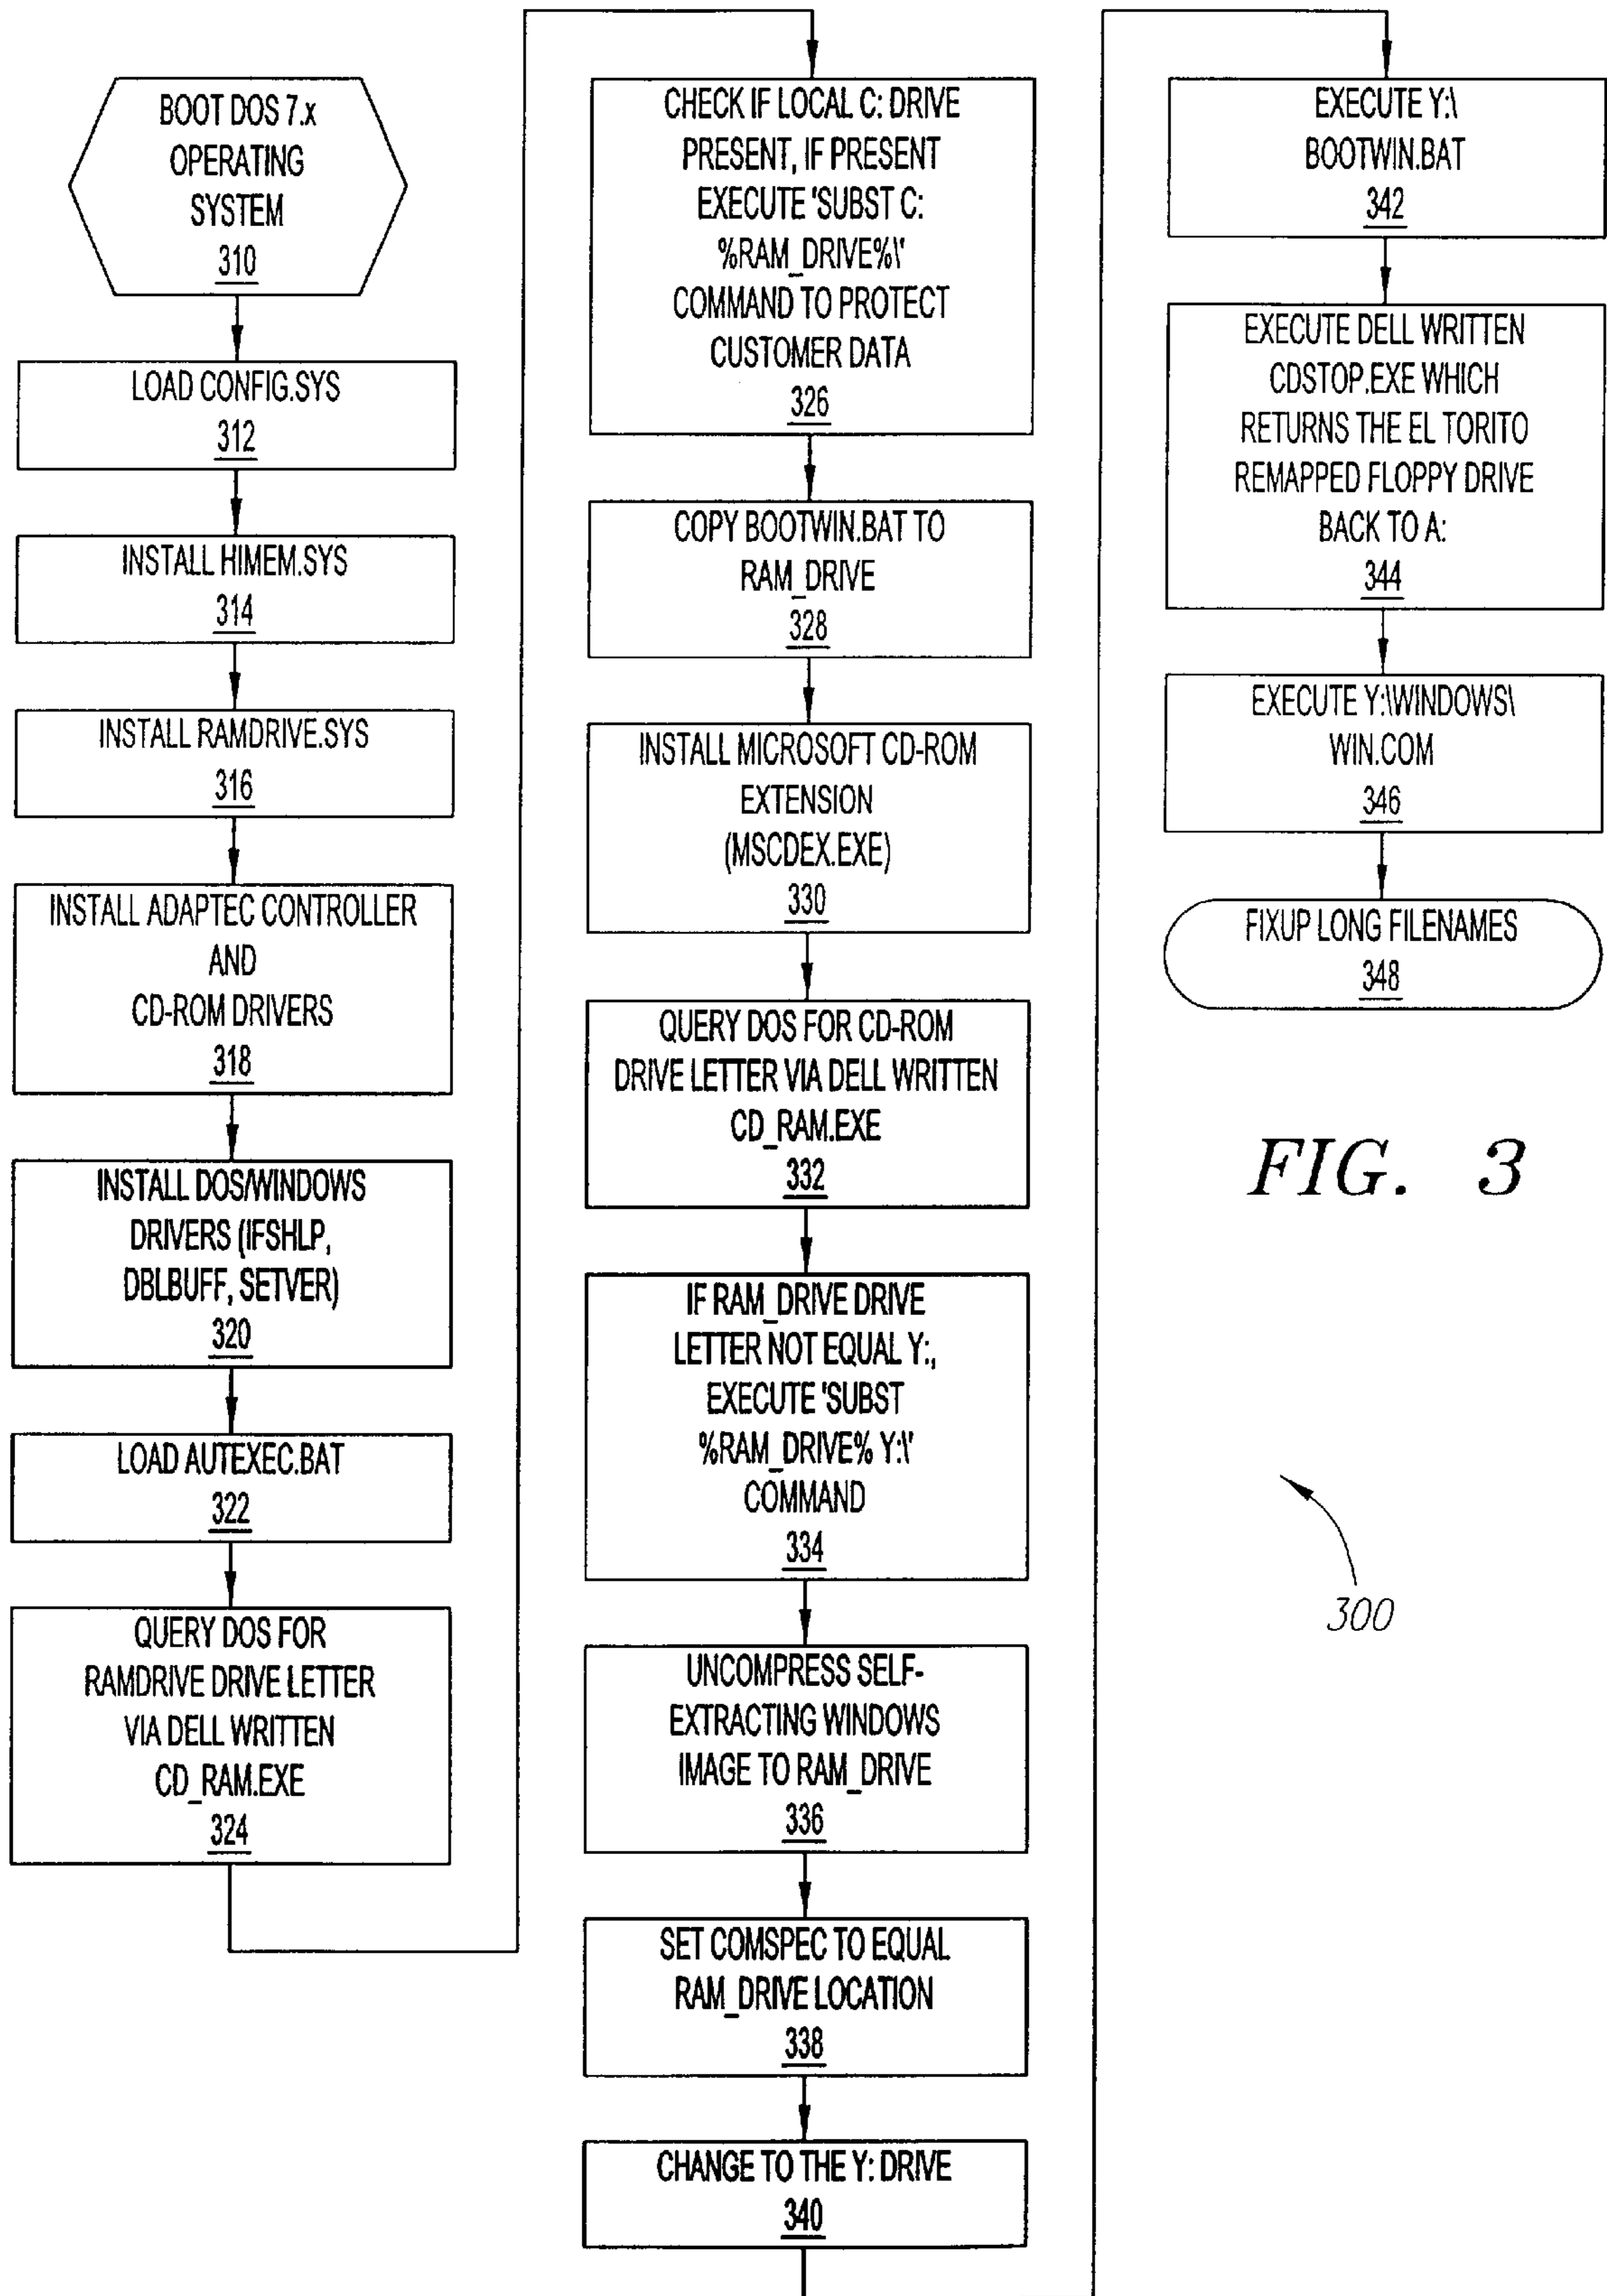 BOOT DOS 7.x
OPERATING
SYSTEM
310
LOAD CONFIG.SYS
312
INSTALL HIMEM.SYS
314
INSTALL RAMDRIVE.SYS
316
INSTALL ADAPTEC CONTROLLER
AND
CD-ROM DRIVERS
318
INSTALL DOS/WINDOWS
DRIVERS (IFSHLP,
DBLBUFF, SETVER)
320
LOAD AUTEXEC.BAT
322
QUERY DOS FOR
RAMDRIVE DRIVE LETTER
VIA DELL WRITTEN
CD_RAM.EXE
324
CHECK IF LOCAL C: DRIVE
PRESENT, IF PRESENT
EXECUTE 'SUBST C:
%RAM_DRIVE%\'
COMMAND TO PROTECT
CUSTOMER DATA
326
COPY BOOTWIN.BAT TO
RAM_DRIVE
328
INSTALL MICROSOFT CD-ROM
EXTENSION
(MSCDEX.EXE)
330
QUERY DOS FOR CD-ROM
DRIVE LETTER VIA DELL WRITTEN
CD_RAM.EXE
332
IF RAM_DRIVE DRIVE
LETTER NOT EQUAL Y:,
EXECUTE 'SUBST
%RAM_DRIVE% Y:\'
COMMAND
334
UNCOMPRESS SELF-
EXTRACTING WINDOWS
IMAGE TO RAM_DRIVE
336
SET COMSPEC TO EQUAL
RAM_DRIVE LOCATION
338
CHANGE TO THE Y: DRIVE
340
EXECUTE Y:\
BOOTWIN.BAT
342
EXECUTE DELL WRITTEN
CDSTOP.EXE WHICH
RETURNS THE EL TORITO
REMAPPED FLOPPY DRIVE
BACK TO A:
344
EXECUTE Y:\WINDOWS\
WIN.COM
346
FIXUP LONG FILENAMES
348
FIG. 3
300